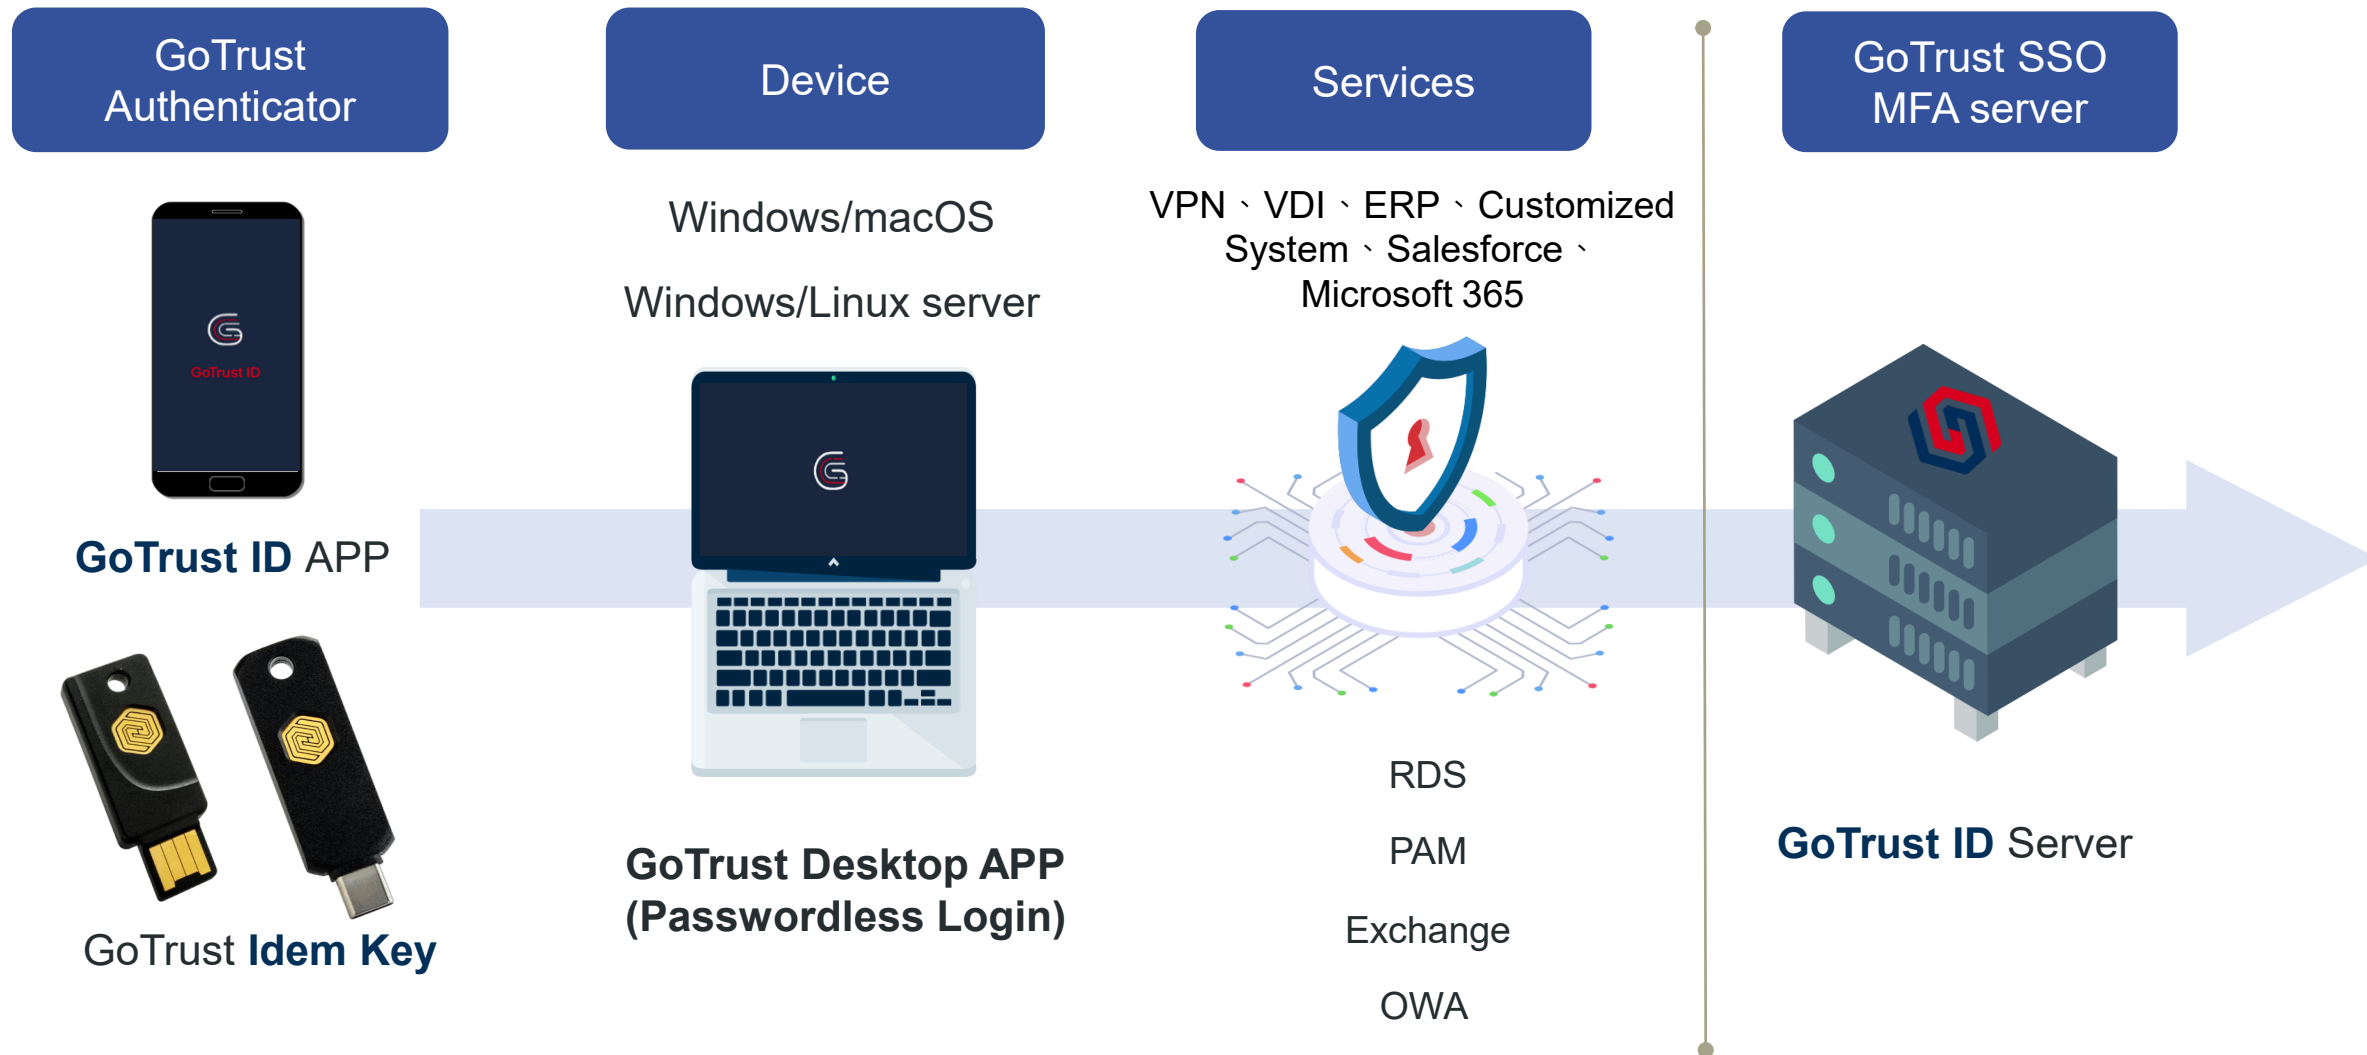 GoTrust
Authenticator
Device
Services
GoTrust SSO
MFA server
GoTrust ID
GoTrust ID APP
GoTrust Idem Key
Windows/macOS
Windows/Linux server
GoTrust Desktop APP
(Passwordless Login)
VPN、VDI、ERP、Customized
System、Salesforce、
Microsoft 365
RDS
PAM
Exchange
OWA
GoTrust ID Server